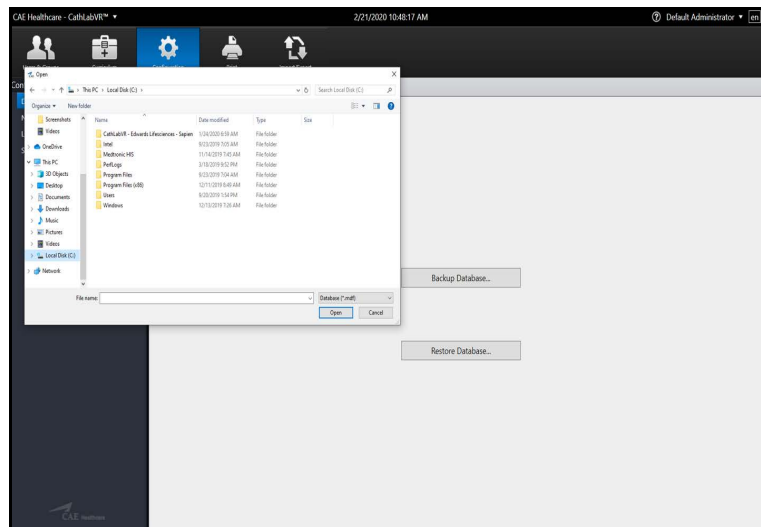 CAE Healthcare - CathLabVR™ ▾ 2/21/2020 10:48:17 AM ? Default Administrator ▾ en
Open
This PC > Local Disk (C:) > Search Local Disk (C:)
Organize ▾ New folder
Name Date modified Type Size
Screenshots
Videos
OneDrive
This PC
3D Objects
Desktop
Documents
Downloads
Music
Pictures
Videos
Local Disk (C:)
Network
CathLabVR - Edwards Lifesciences - Sapien 1/24/2020 6:59 AM File folder
Intel 9/23/2019 7:05 AM File folder
Medtronic HIS 11/14/2019 7:45 AM File folder
PerfLogs 3/18/2019 9:52 PM File folder
Program Files 9/23/2019 7:04 AM File folder
Program Files (x86) 12/11/2019 8:40 AM File folder
Users 9/20/2019 1:54 PM File folder
Windows 12/13/2019 7:26 AM File folder
File name: Database (*.mdf)
Open Cancel
Backup Database...
Restore Database...
CAE Healthcare